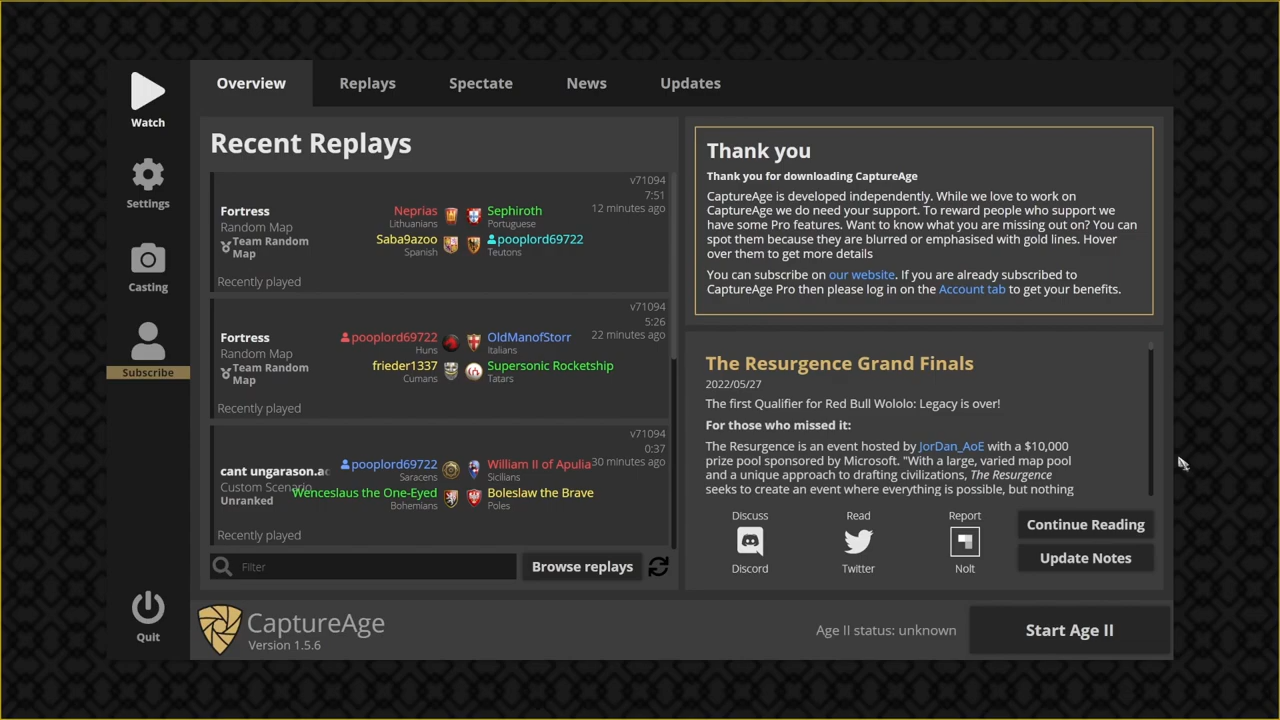 Watch
Settings
Casting
Subscribe
Quit
Overview
Replays
Spectate
News
Updates
Recent Replays
v71094
7:51
12 minutes ago
Fortress
Random Map
Team Random
Map
Neprias
Lithuanians
Sephiroth
Portuguese
Saba9azoo
Spanish
pooplord69722
Teutons
Recently played
v71094
5:26
22 minutes ago
Fortress
Random Map
Team Random
Map
pooplord69722
Huns
OldManofStorr
Italians
frieder1337
Cumans
Supersonic Rocketship
Tatars
Recently played
v71094
0:37
30 minutes ago
cant ungarason.ao
Custom Scenario
Unranked
pooplord69722
Saracens
William II of Apulia
Sicilians
Wenceslaus the One-Eyed
Bohemians
Boleslaw the Brave
Poles
Recently played
Filter
Browse replays
Thank you
Thank you for downloading CaptureAge
CaptureAge is developed independently. While we love to work on
CaptureAge we do need your support. To reward people who support we
have some Pro features. Want to know what you are missing out on? You can
spot them because they are blurred or emphasised with gold lines. Hover
over them to get more details
You can subscribe on our website. If you are already subscribed to
CaptureAge Pro then please log in on the Account tab to get your benefits.
The Resurgence Grand Finals
2022/05/27
The first Qualifier for Red Bull Wololo: Legacy is over!
For those who missed it:
The Resurgence is an event hosted by JorDan_AoE with a $10,000
prize pool sponsored by Microsoft. "With a large, varied map pool
and a unique approach to drafting civilizations, The Resurgence
seeks to create an event where everything is possible, but nothing
Discuss
Discord
Read
Twitter
Report
Nolt
Continue Reading
Update Notes
CaptureAge
Version 1.5.6
Age II status: unknown
Start Age II